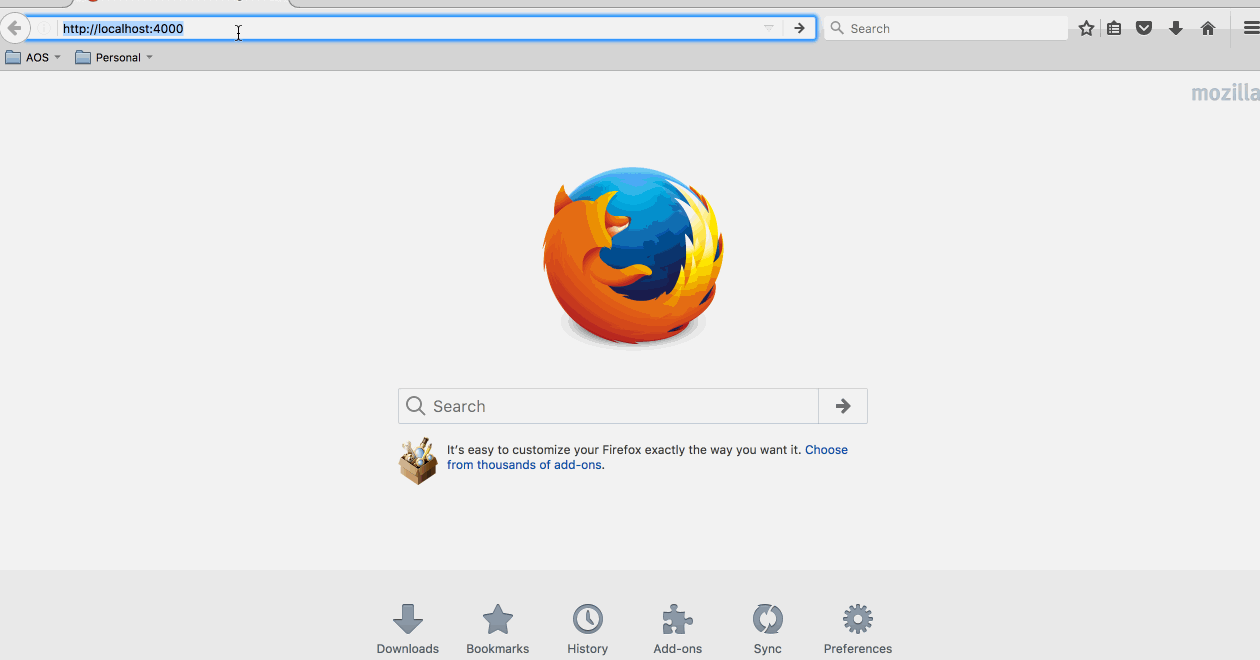 http://localhost:4000
Search
AOS
Personal
mozilla
Search
It's easy to customize your Firefox exactly the way you want it. Choose
from thousands of add-ons.
Downloads
Bookmarks
History
Add-ons
Sync
Preferences